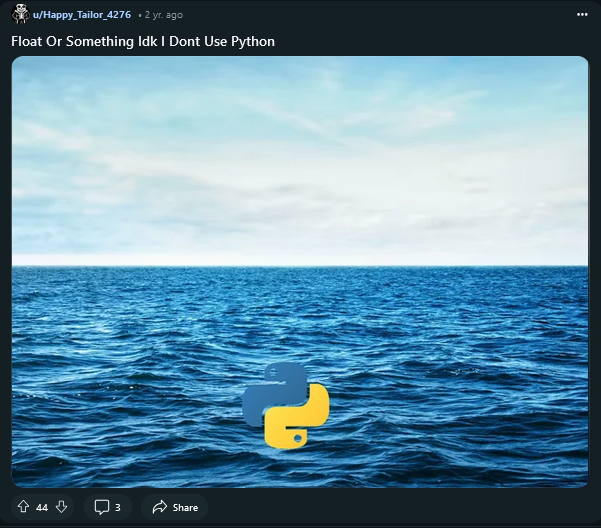 u/Happy_Tailor_4276 • 2 yr. ago
Float Or Something Idk I Dont Use Python
44 3 Share